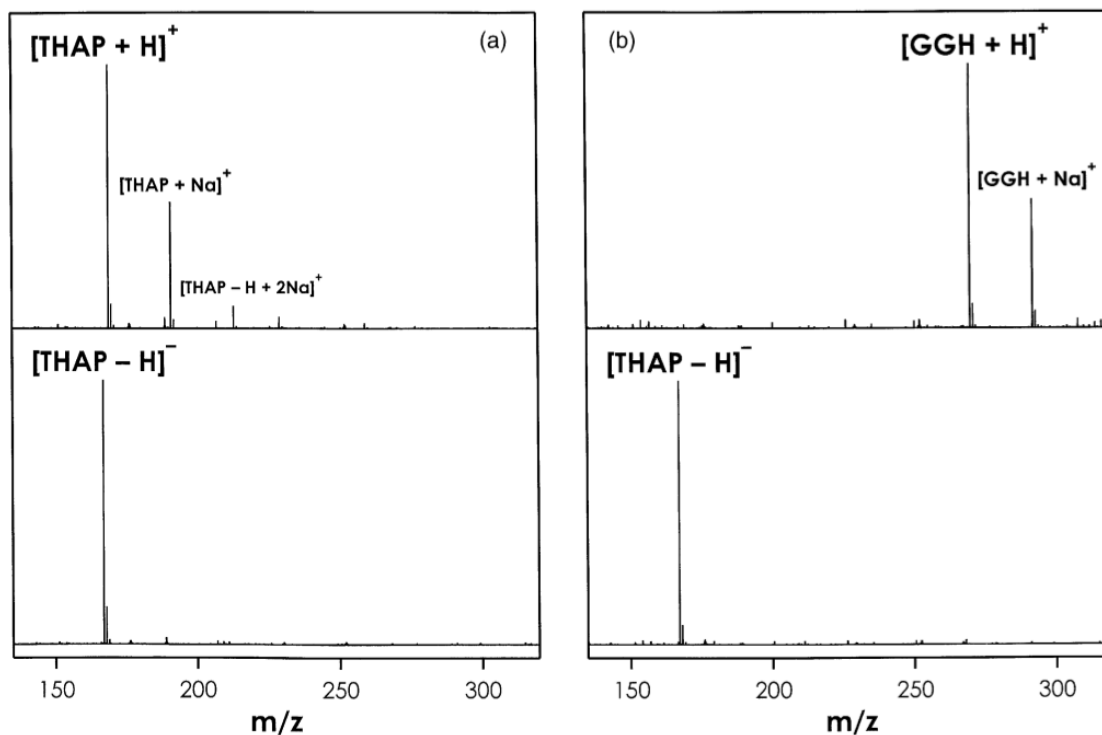 [THAP + H]⁺ (a)
[THAP + Na]⁺
[THAP – H + 2Na]⁺
[THAP – H]⁻
150 200 250 300
m/z
(b) [GGH + H]⁺
[GGH + Na]⁺
[THAP – H]⁻
150 200 250 300
m/z